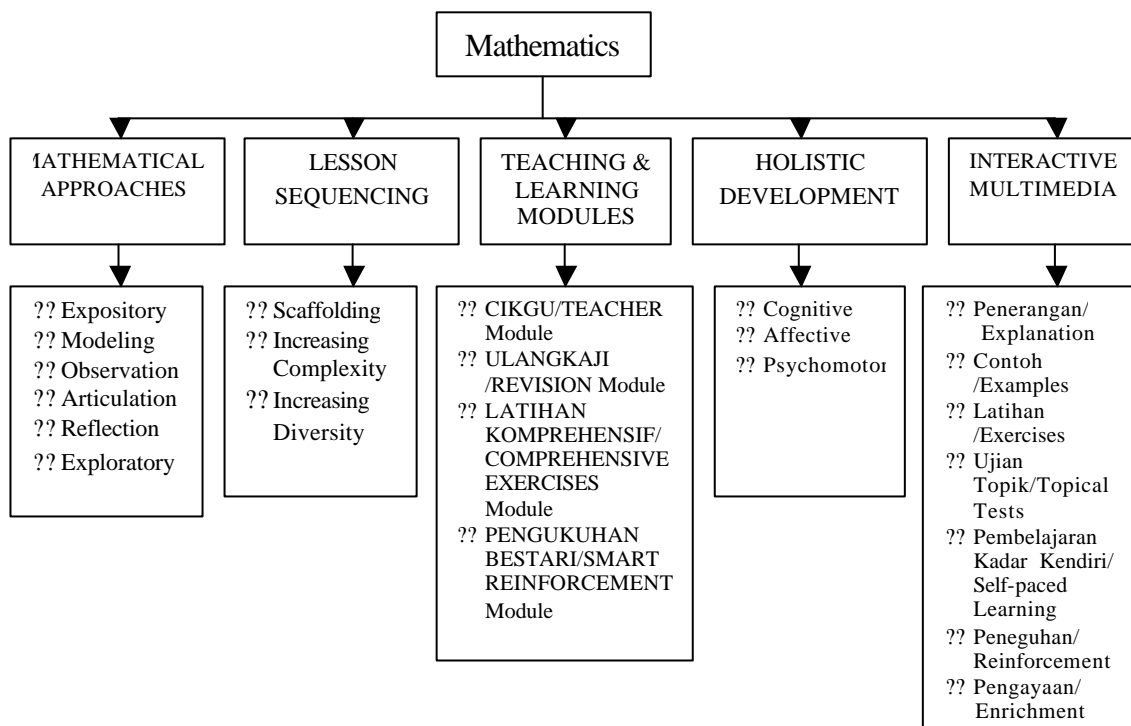 Mathematics
MATHEMATICAL
APPROACHES
LESSON
SEQUENCING
TEACHING &
LEARNING
MODULES
HOLISTIC
DEVELOPMENT
INTERACTIVE
MULTIMEDIA
?? Expository
?? Modeling
?? Observation
?? Articulation
?? Reflection
?? Exploratory
?? Scaffolding
?? Increasing
Complexity
?? Increasing
Diversity
?? CIKGU/TEACHER
Module
?? ULANGKAJI
/REVISION Module
?? LATIHAN
KOMPREHENSIF/
COMPREHENSIVE
EXERCISES
Module
?? PENGUKUHAN
BESTARI/SMART
REINFORCEMENT
Module
?? Cognitive
?? Affective
?? Psychomotor
?? Penerangan/
Explanation
?? Contoh
/Examples
?? Latihan
/Exercises
?? Ujian
Topik/Topical
Tests
?? Pembelajaran
Kadar Kendiri/
Self-paced
Learning
?? Peneguhan/
Reinforcement
?? Pengayaan/
Enrichment